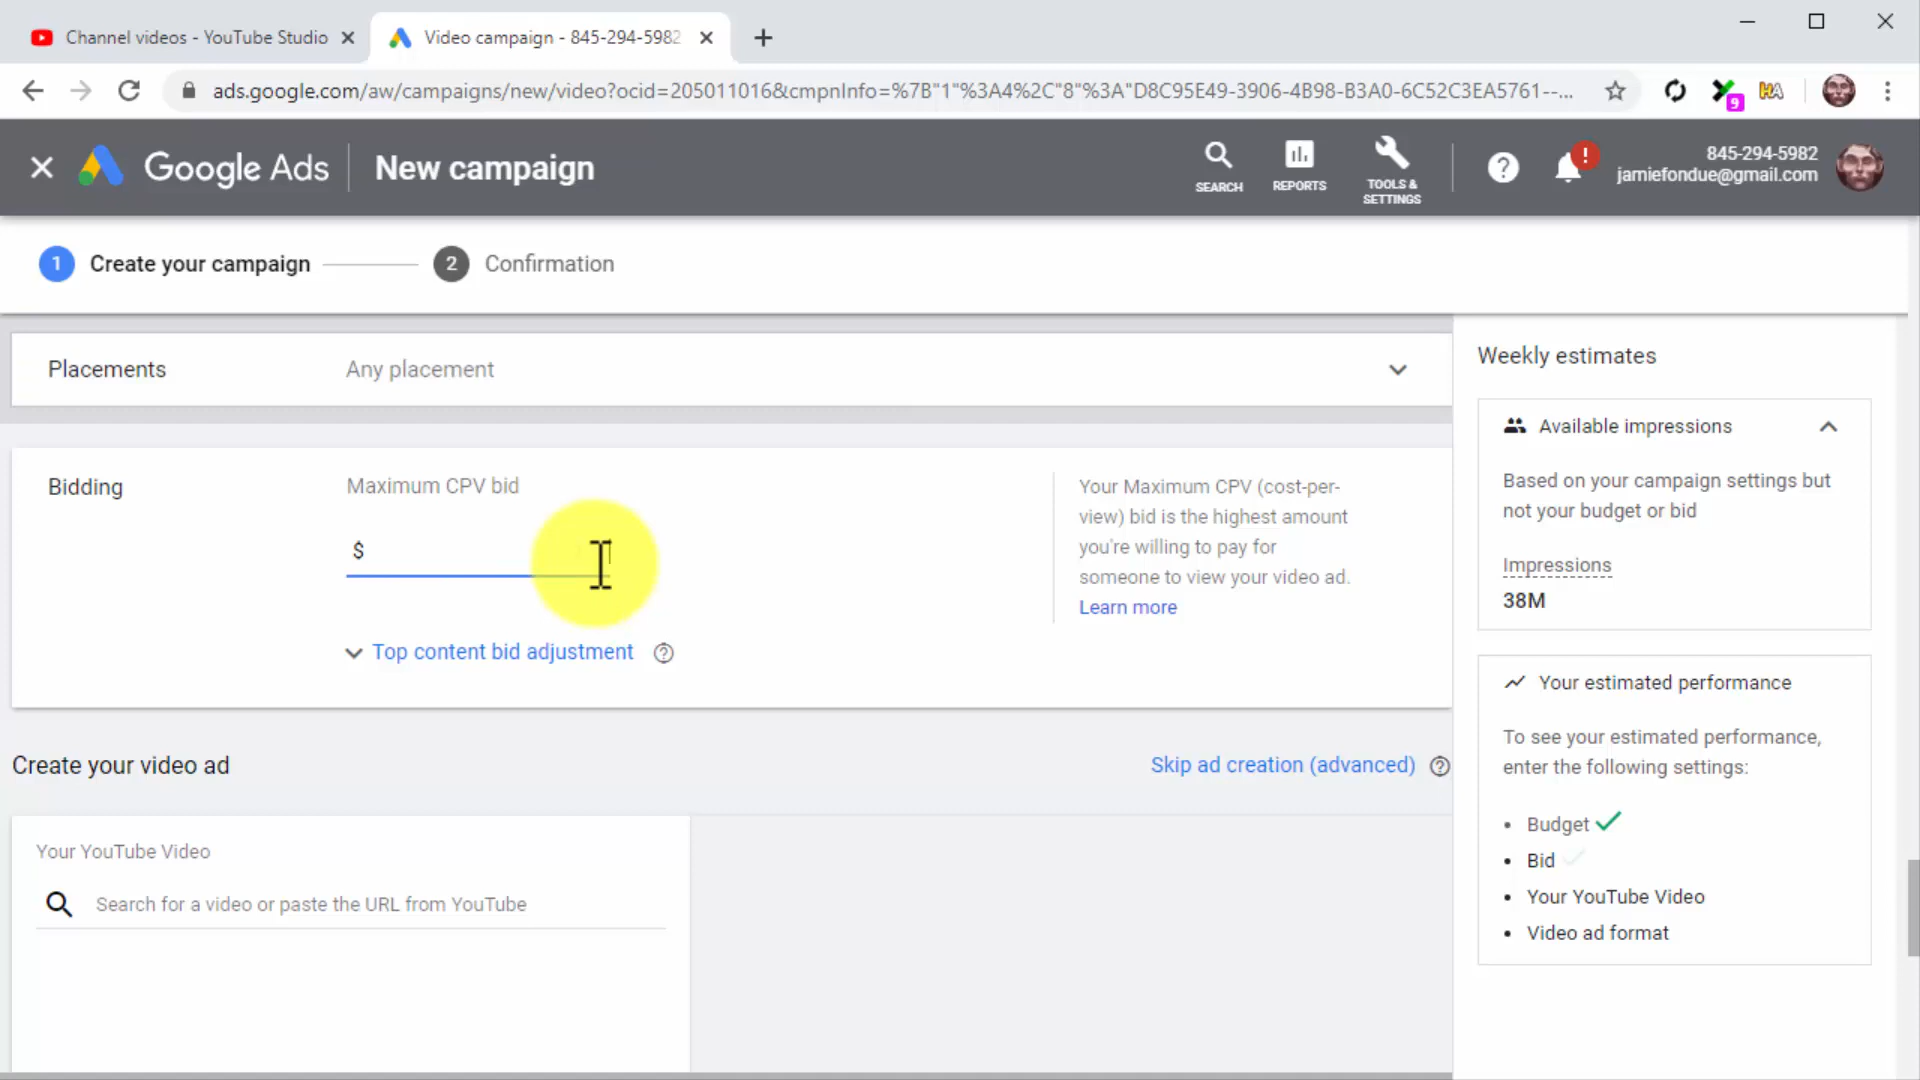 Channel videos - YouTube Studio
Video campaign - 845-294-5982
ads.google.com/aw/campaigns/new/video?ocid=205011016&cmpnInfo=%7B"1"%3A4%2C"8"%3A"D8C95E49-3906-4B98-B3A0-6C52C3EA5761--...
9
HA
Google Ads
New campaign
SEARCH
REPORTS
TOOLS &
SETTINGS
?
!
845-294-5982
jamiefondue@gmail.com
1 Create your campaign
2 Confirmation
Placements
Any placement
Bidding
Maximum CPV bid
$
Top content bid adjustment ?
Your Maximum CPV (cost-per-
view) bid is the highest amount
you're willing to pay for
someone to view your video ad.
Learn more
Create your video ad
Skip ad creation (advanced) ?
Your YouTube Video
Search for a video or paste the URL from YouTube
Weekly estimates
Available impressions
Based on your campaign settings but
not your budget or bid
Impressions
38M
Your estimated performance
To see your estimated performance,
enter the following settings:
• Budget
• Bid
• Your YouTube Video
• Video ad format